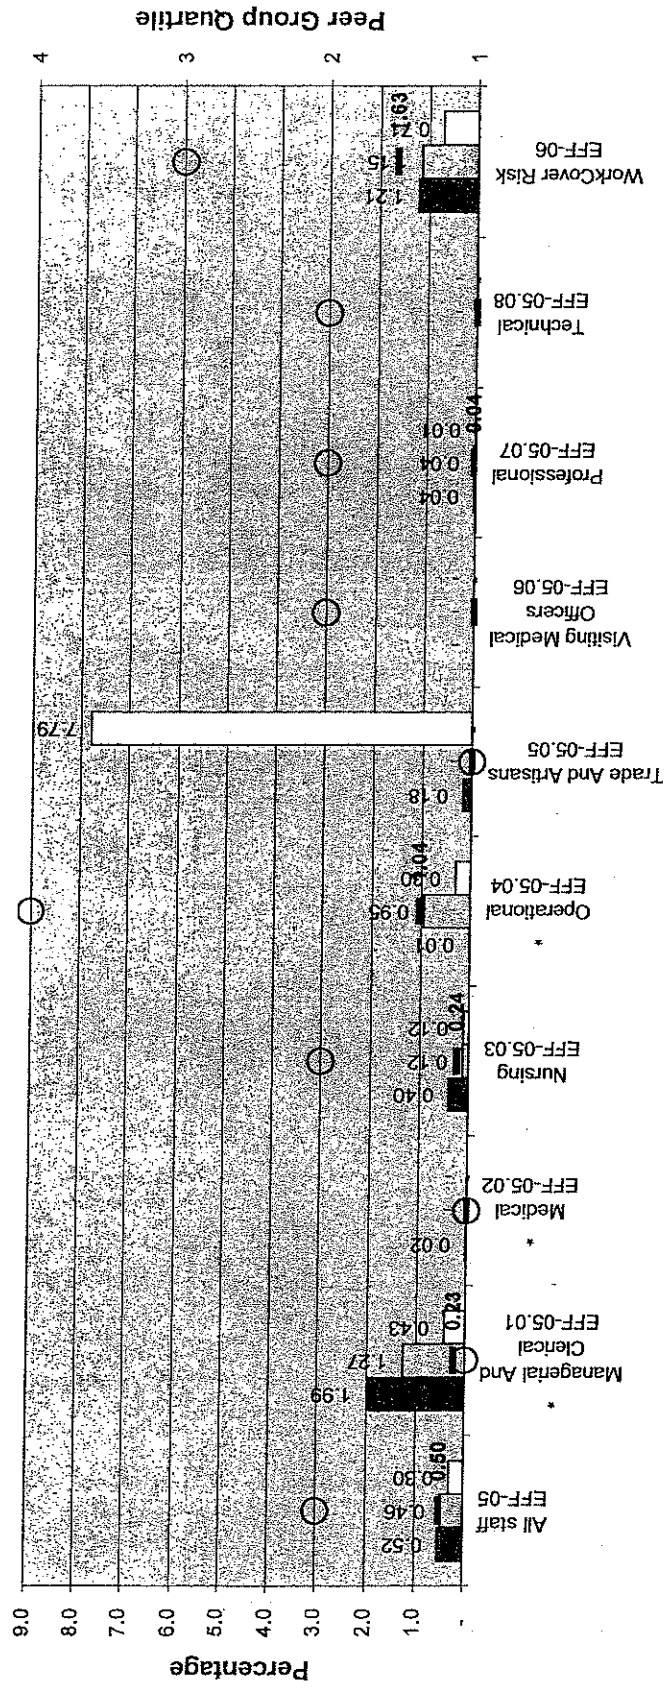 Percentage
9.0
8.0
7.0
6.0
5.0
4.0
3.0
2.0
1.0
-
Peer Group Quartile
4
3
2
1
0.52
0.46
0.30
0.50
1.99
1.27
0.43
0.23
0.02
0.40
0.12
0.12
0.24
0.01
0.95
0.18
7.79
0.04
0.04
0.01
0.04
1.21
0.71
All staff
EFF-05
*
Managerial And
Clerical
EFF-05.01
*
Medical
EFF-05.02
Nursing
EFF-05.03
*
Operational
EFF-05.04
Trade And Artisans
EFF-05.05
Visiting Medical
Officers
EFF-05.06
Professional
EFF-05.07
Technical
EFF-05.08
WorkCover Risk
EFF-06